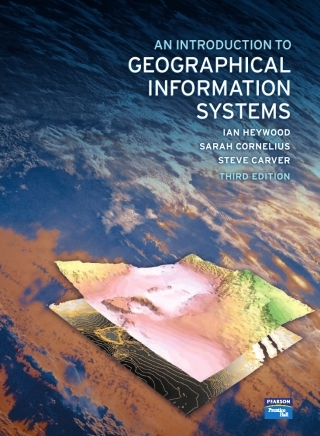 AN INTRODUCTION TO
GEOGRAPHICAL
INFORMATION
SYSTEMS
IAN HEYWOOD
SARAH CORNELIUS
STEVE CARVER
THIRD EDITION
PEARSON
Prentice
Hall